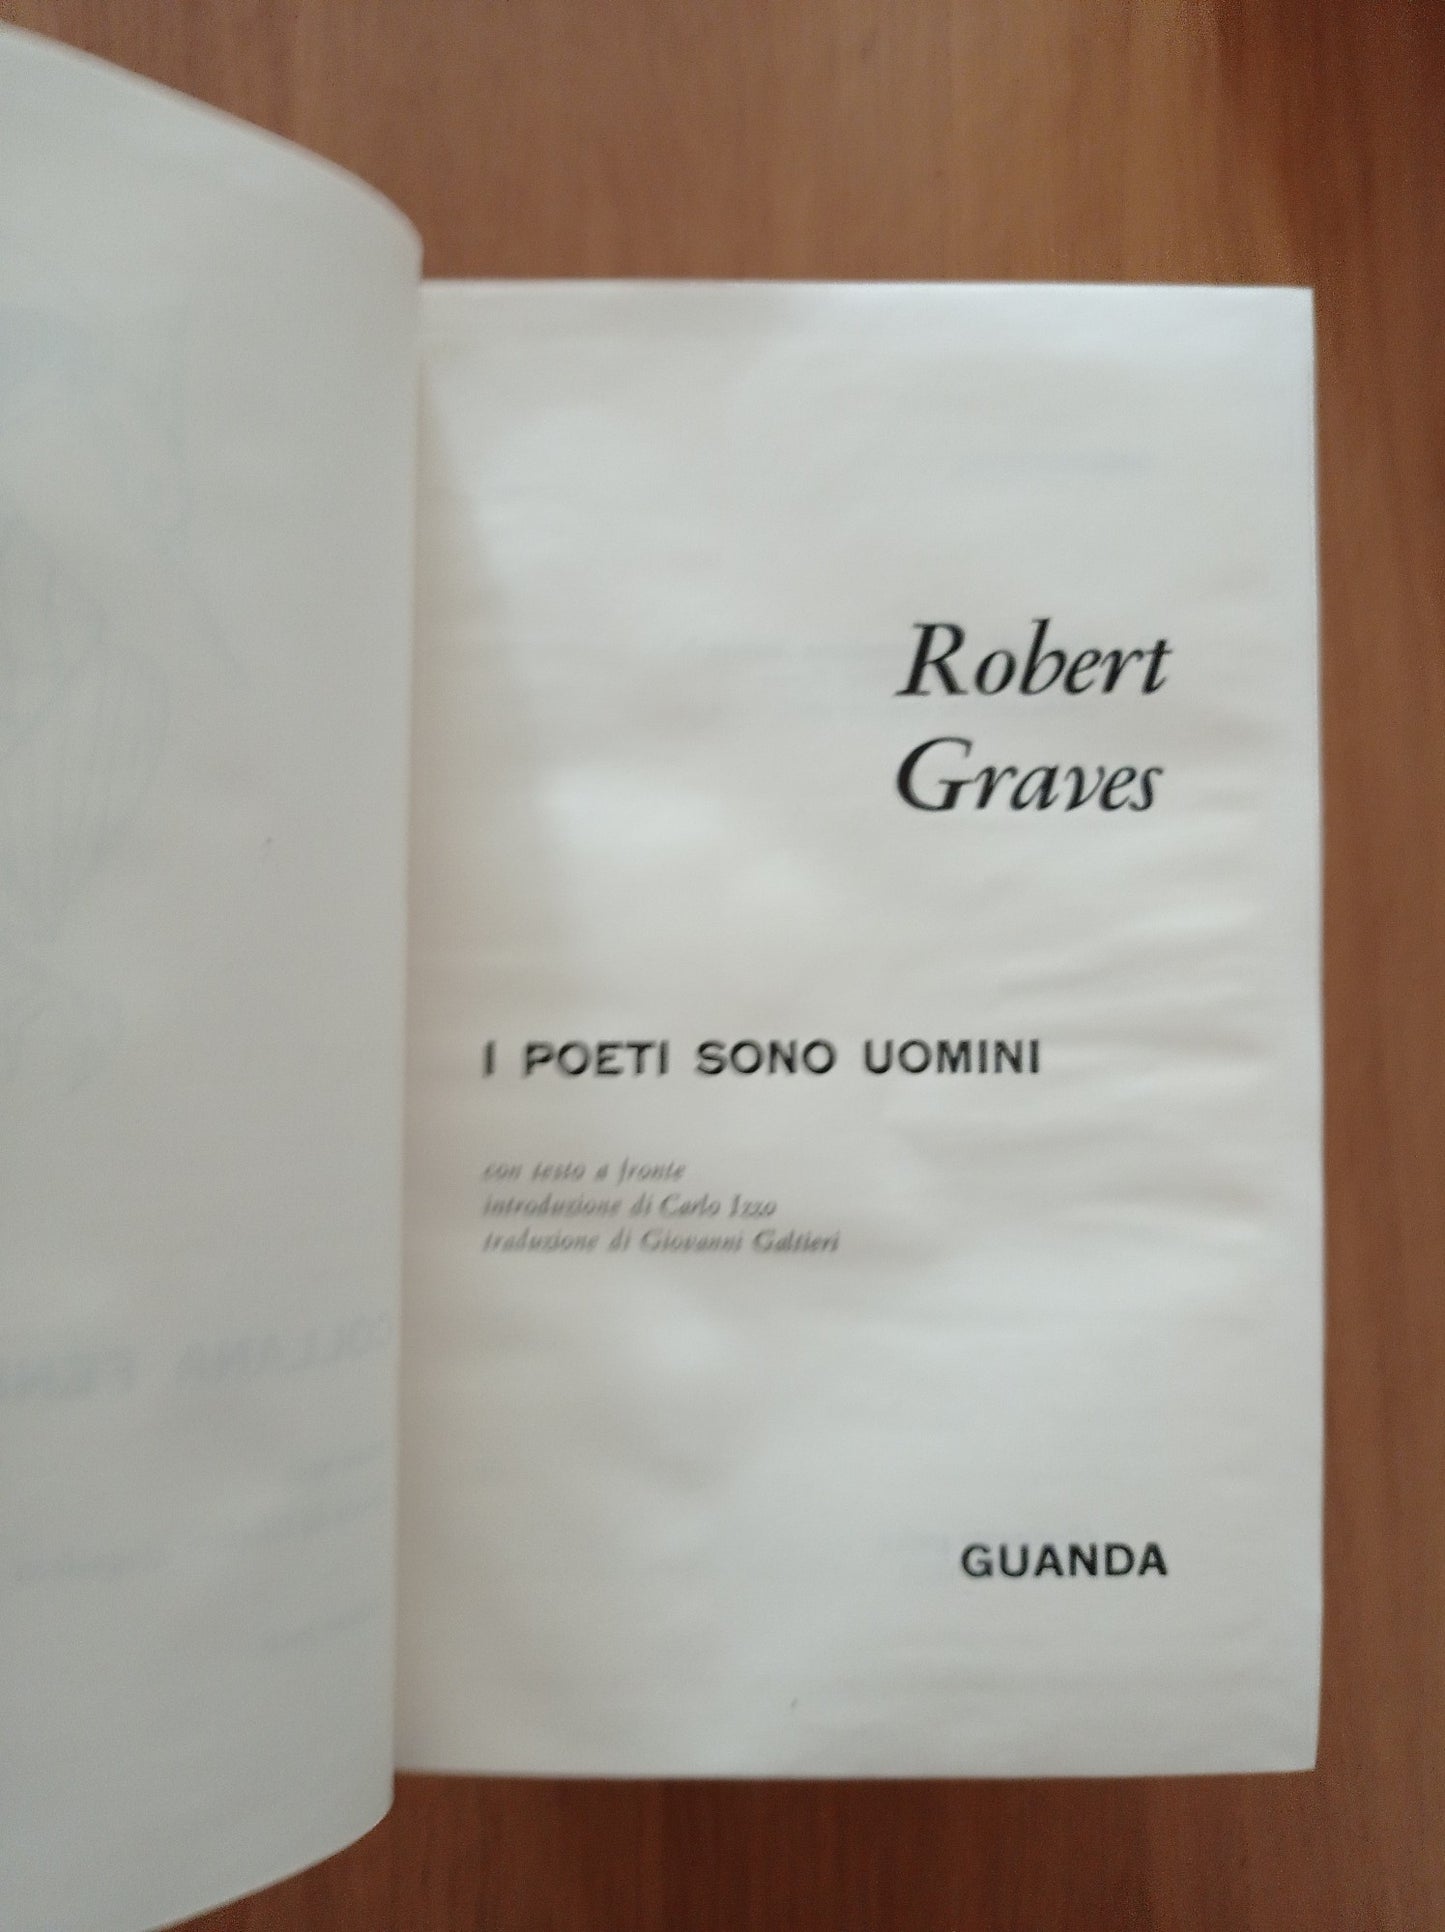 Robert
Graves
I POETI SONO UOMINI
con testo a fronte
introduzione di Carlo Izzo
traduzione di Giovanni Galtieri
GUANDA